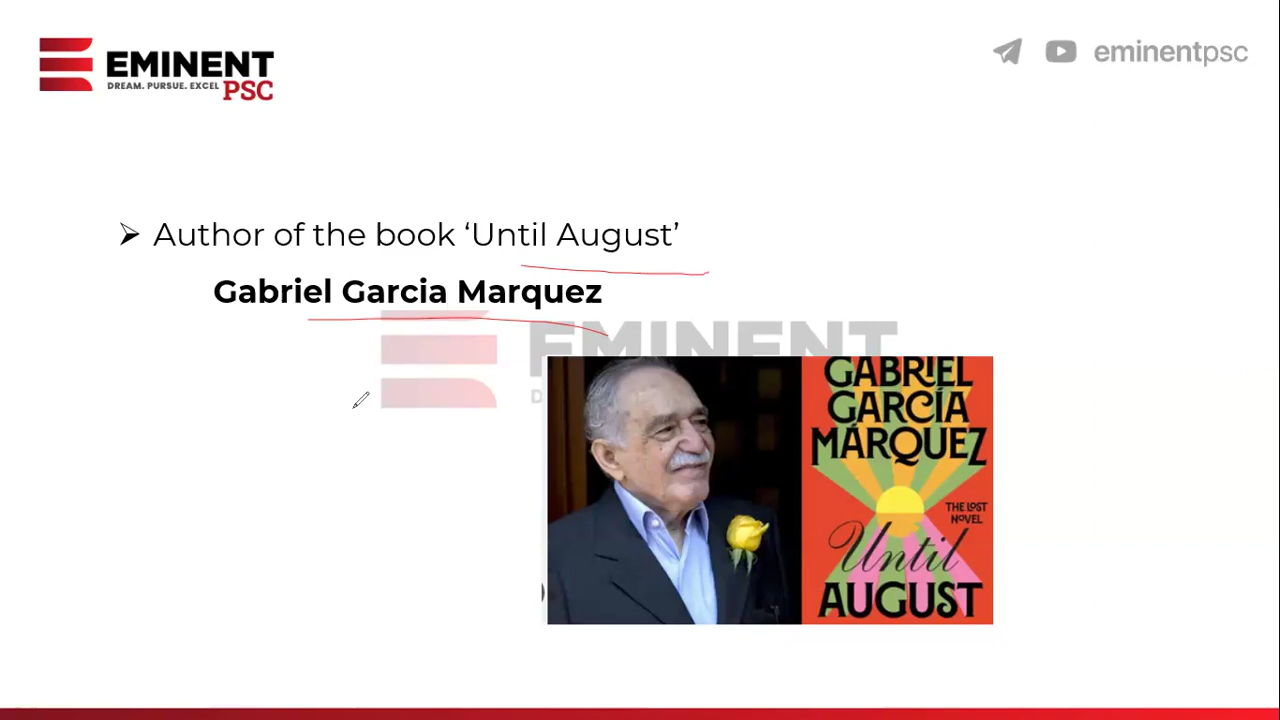 EMINENT
DREAM. PURSUE. EXCEL
PSC
eminentpsc
Author of the book ‘Until August’
Gabriel Garcia Marquez
EMINENT
GABRIEL
GARCÍA
MÁRQUEZ
THE LOST
NOVEL
Until
AUGUST